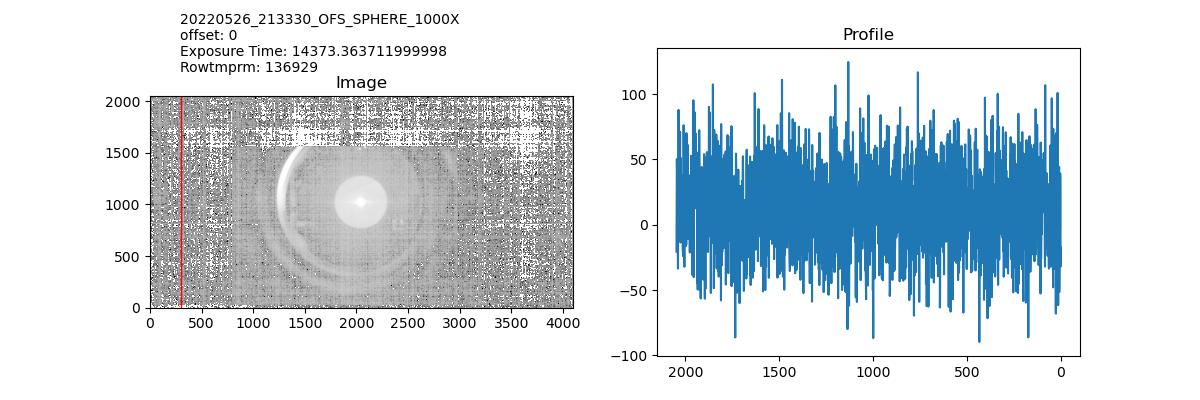 20220526_213330_OFS_SPHERE_1000X
offset: 0
Exposure Time: 14373.363711999998
Rowtmprm: 136929
Image
2000
1500
1000
500
0
0 500 1000 1500 2000 2500 3000 3500 4000
Profile
100
50
0
−50
−100
2000 1500 1000 500 0